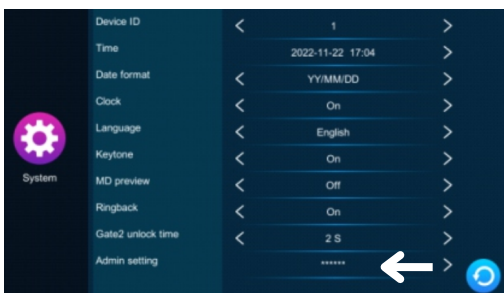 Device ID 1
Time 2022-11-22 17:04
Date format YY/MM/DD
Clock On
Language English
Keytone On
System
MD preview Off
Ringback On
Gate2 unlock time 2 S
Admin setting ******